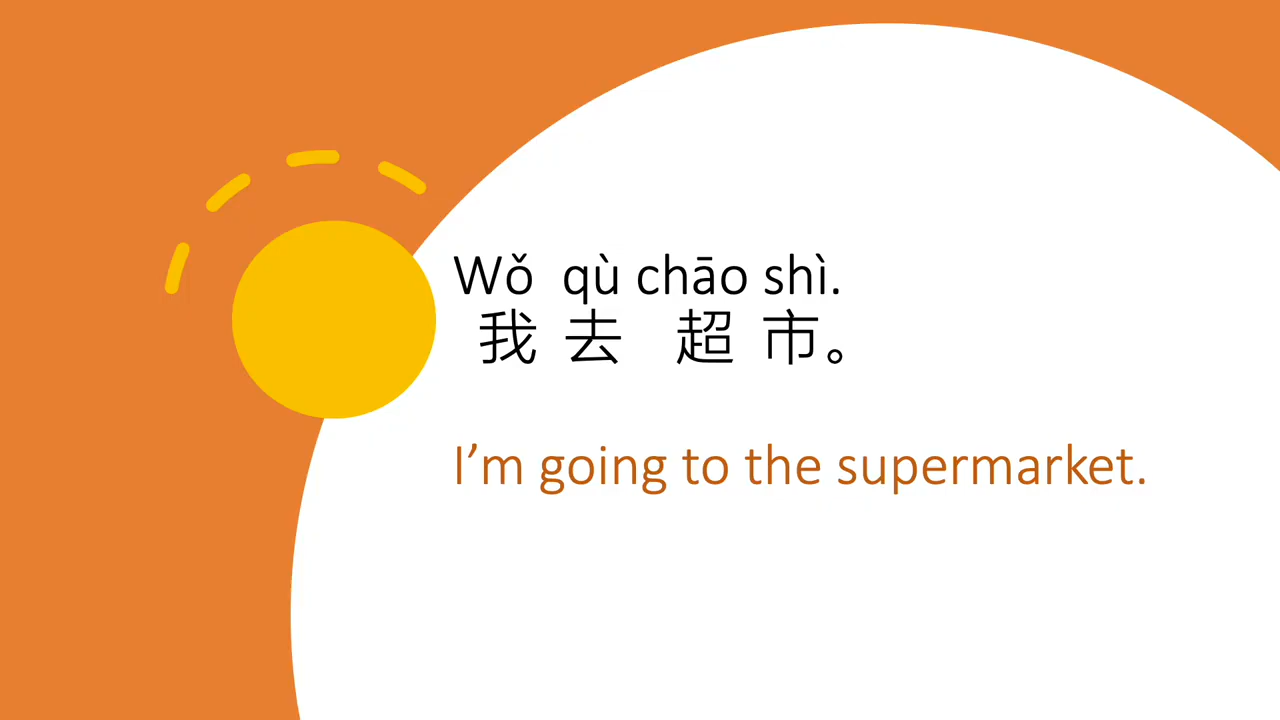 Wǒ qù chāo shì.
我 去 超 市。
I'm going to the supermarket.